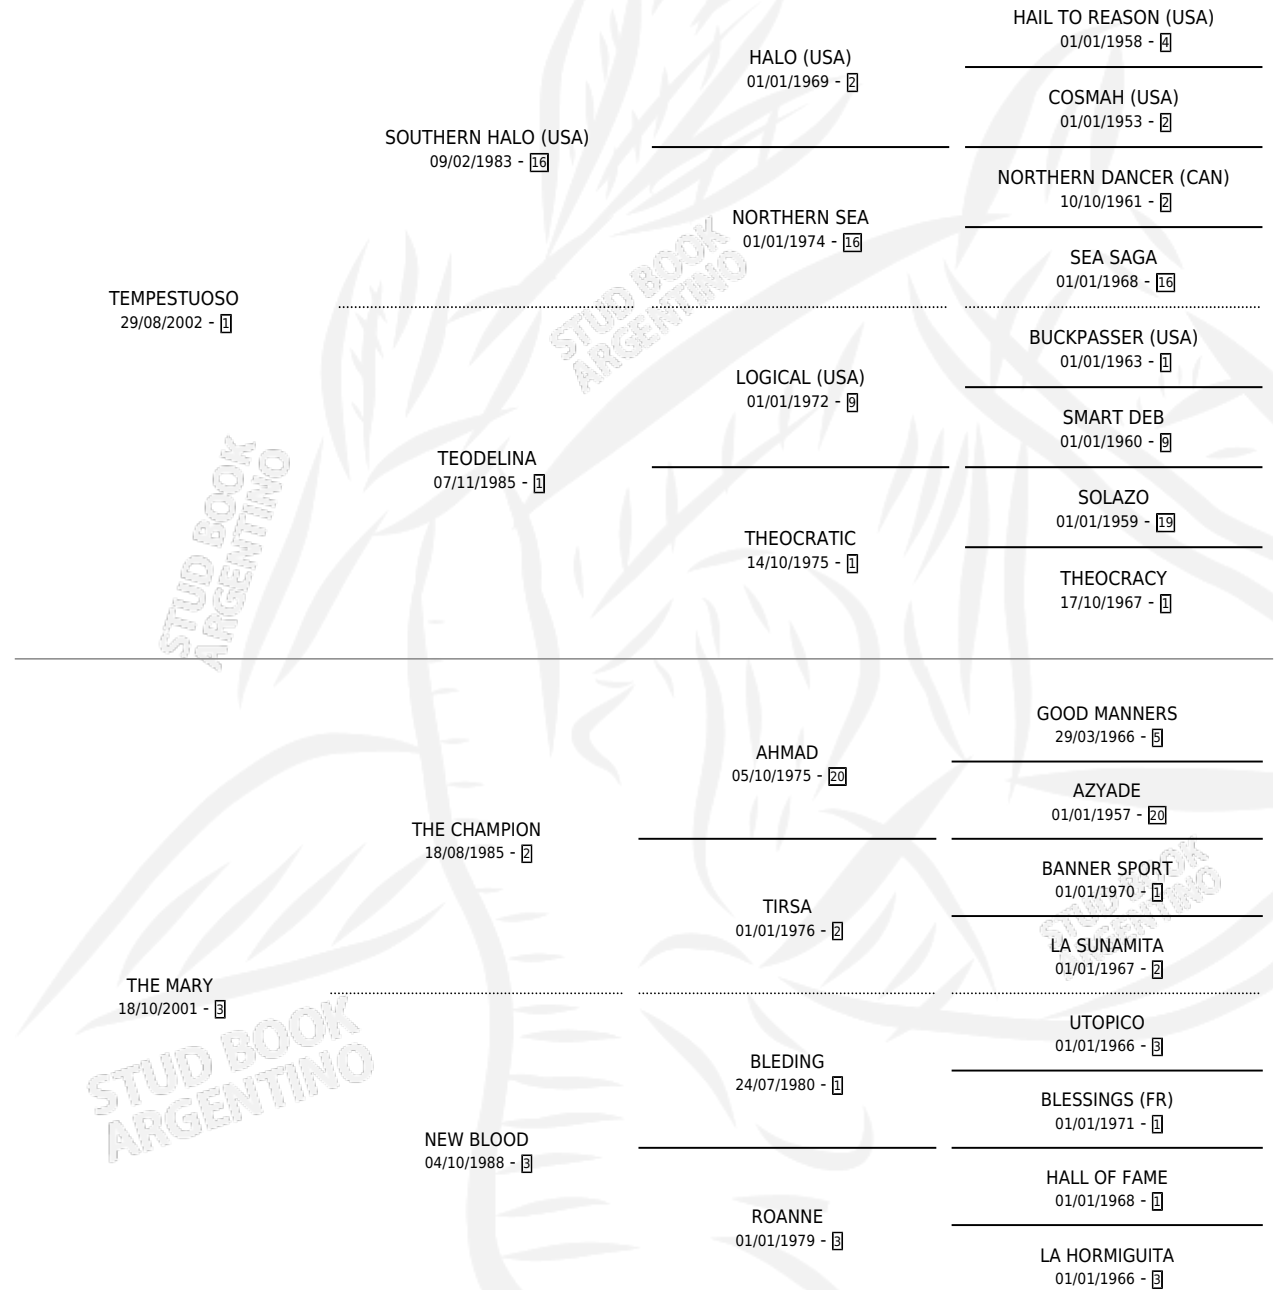 HAIL TO REASON (USA)
01/01/1958 - 4
HALO (USA)
01/01/1969 - 2
COSMAH (USA)
01/01/1953 - 2
SOUTHERN HALO (USA)
09/02/1983 - 16
NORTHERN DANCER (CAN)
10/10/1961 - 2
NORTHERN SEA
01/01/1974 - 16
SEA SAGA
01/01/1968 - 16
TEMPESTUOSO
29/08/2002 - 1
BUCKPASSER (USA)
01/01/1963 - 1
LOGICAL (USA)
01/01/1972 - 9
SMART DEB
01/01/1960 - 9
TEODELINA
07/11/1985 - 1
SOLAZO
01/01/1959 - 19
THEOCRATIC
14/10/1975 - 1
THEOCRACY
17/10/1967 - 1
GOOD MANNERS
29/03/1966 - 5
AHMAD
05/10/1975 - 20
AZYADE
01/01/1957 - 20
THE CHAMPION
18/08/1985 - 2
BANNER SPORT
01/01/1970 - 1
TIRSA
01/01/1976 - 2
LA SUNAMITA
01/01/1967 - 2
THE MARY
18/10/2001 - 3
UTOPICO
01/01/1966 - 3
BLEDING
24/07/1980 - 1
BLESSINGS (FR)
01/01/1971 - 1
NEW BLOOD
04/10/1988 - 3
HALL OF FAME
01/01/1968 - 1
ROANNE
01/01/1979 - 3
LA HORMIGUITA
01/01/1966 - 3
STUD BOOK
ARGENTINO
STUD BOOK
ARGENTINO
STUD BOOK
ARGENTINO
STUD BOOK
ARGENTINO